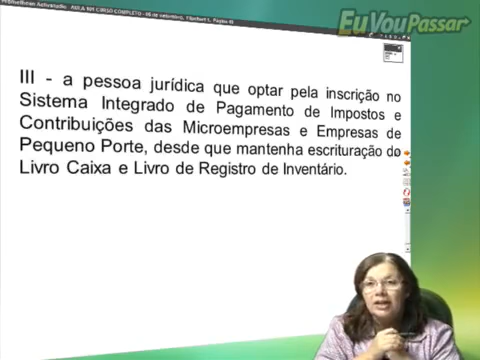 EuVouPassar
III - a pessoa jurídica que optar pela inscrição no
Sistema Integrado de Pagamento de Impostos e
Contribuições das Microempresas e Empresas de
Pequeno Porte, desde que mantenha escrituração do
Livro Caixa e Livro de Registro de Inventário.